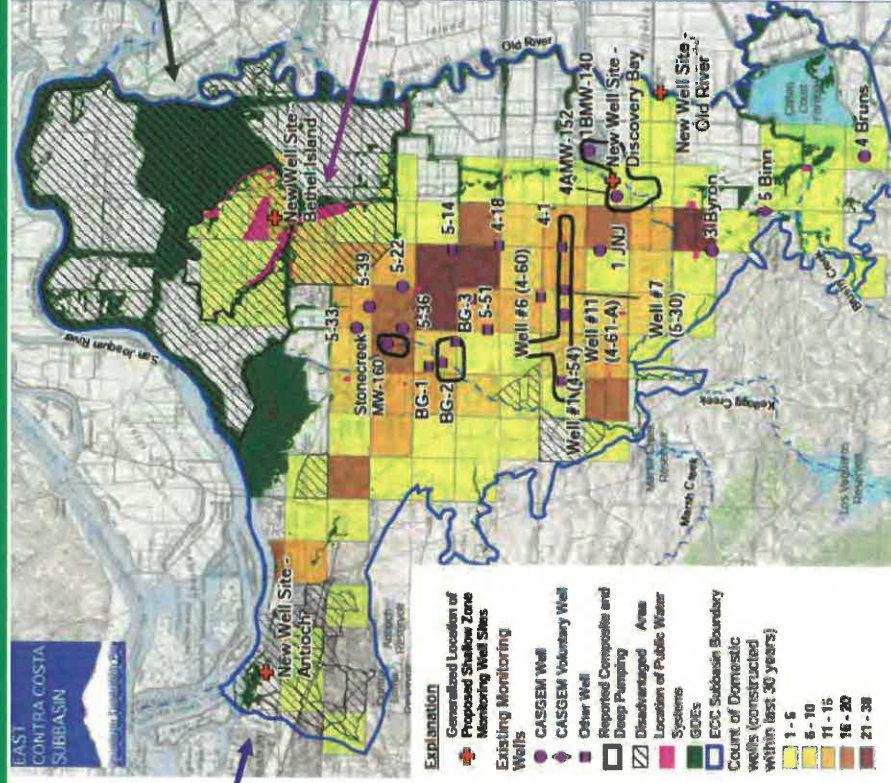 EAST
CONTRA COSTA
SUBBASIN
San Joaquin River
Old River
New Well Site -
Antioch
New Well Site -
Bethel Island
5-33
5-39
5-22
Stonecreek
MW-160
5-36
5-14
BG-1
BG-2
BG-3
5-51
4-18
Well #6 (4-60)
4-1
4AMW-152
1BMW-140
New Well Site -
Discovery Bay
New Well Site -
Old River
1 JNJ
Well #11
(4-61-A)
Well #7
3 Byron
5 Binn
4 Bruns
Marsh Creek
Kellogg Creek
Los Vaqueros
Reservoir
Explanation
Generalized Location of
Proposed Shallow Zone
Monitoring Well Sites
Existing Monitoring
Wells
CASGEM Well
CASGEM Voluntary Well
Other Well
Reported Composite and
Deep Pumping
Disadvantaged Area
Location of Public Water
Systems
GDEs
ECC Subbasin Boundary
Count of Domestic
wells (constructed
within last 30 years)
1 - 5
6 - 10
11 - 15
16 - 20
21 - 38